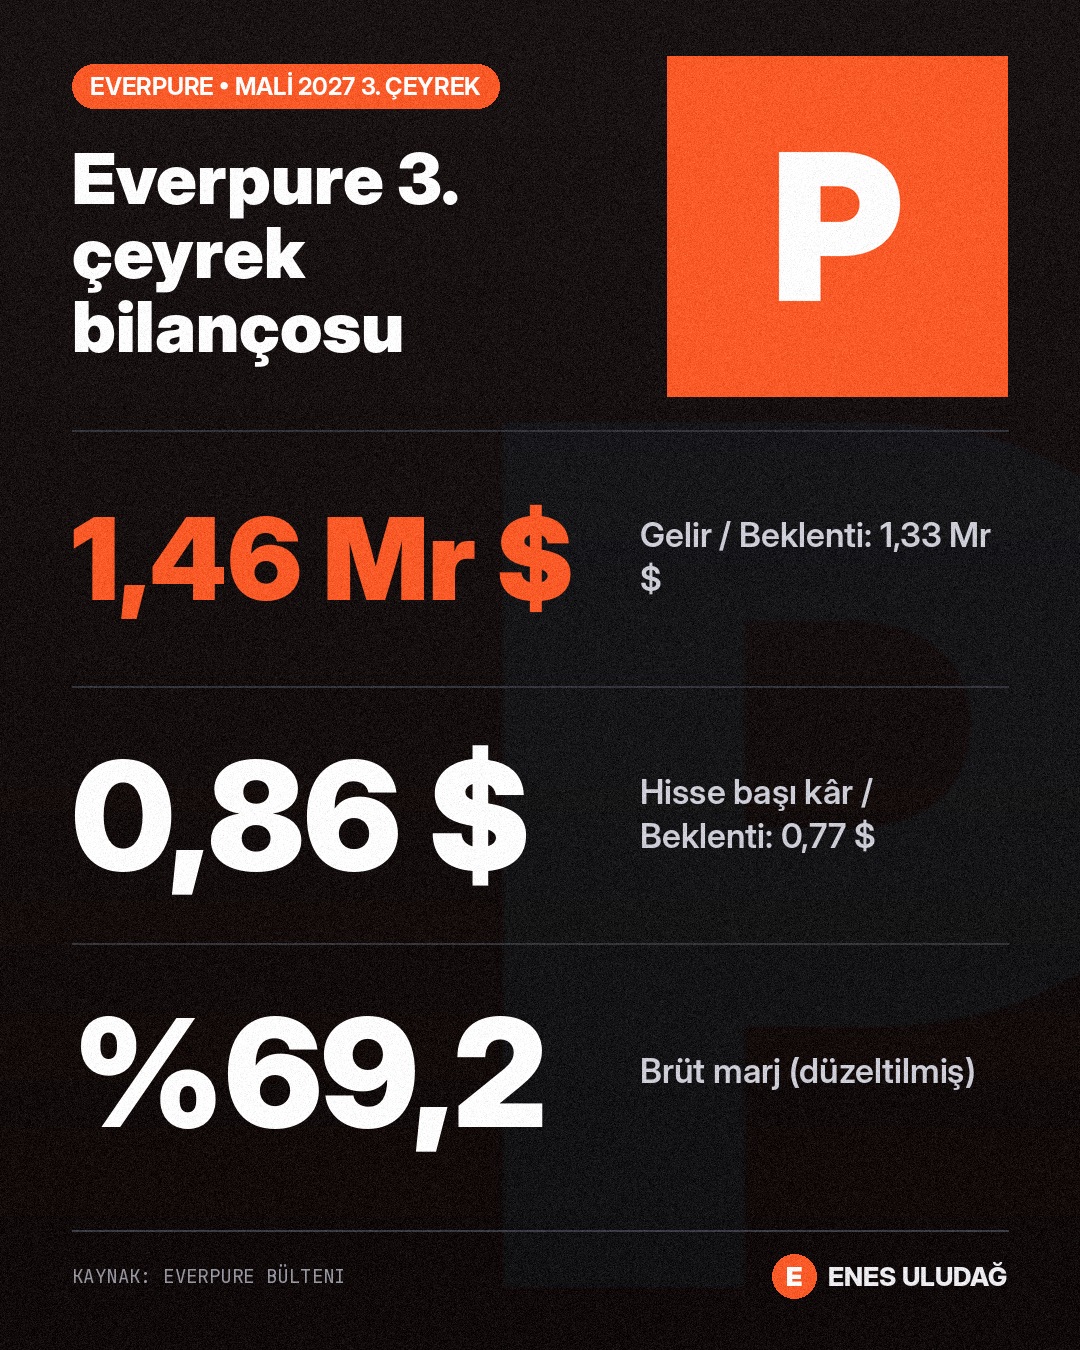 EVERPURE • MALİ 2027 3. ÇEYREK
Everpure 3.
çeyrek
bilançosu
P
1,46 Mr $
Gelir / Beklenti: 1,33 Mr
$
0,86 $
Hisse başı kâr /
Beklenti: 0,77 $
%69,2
Brüt marj (düzeltilmiş)
KAYNAK: EVERPURE BÜLTENI
E ENES ULUDAĞ